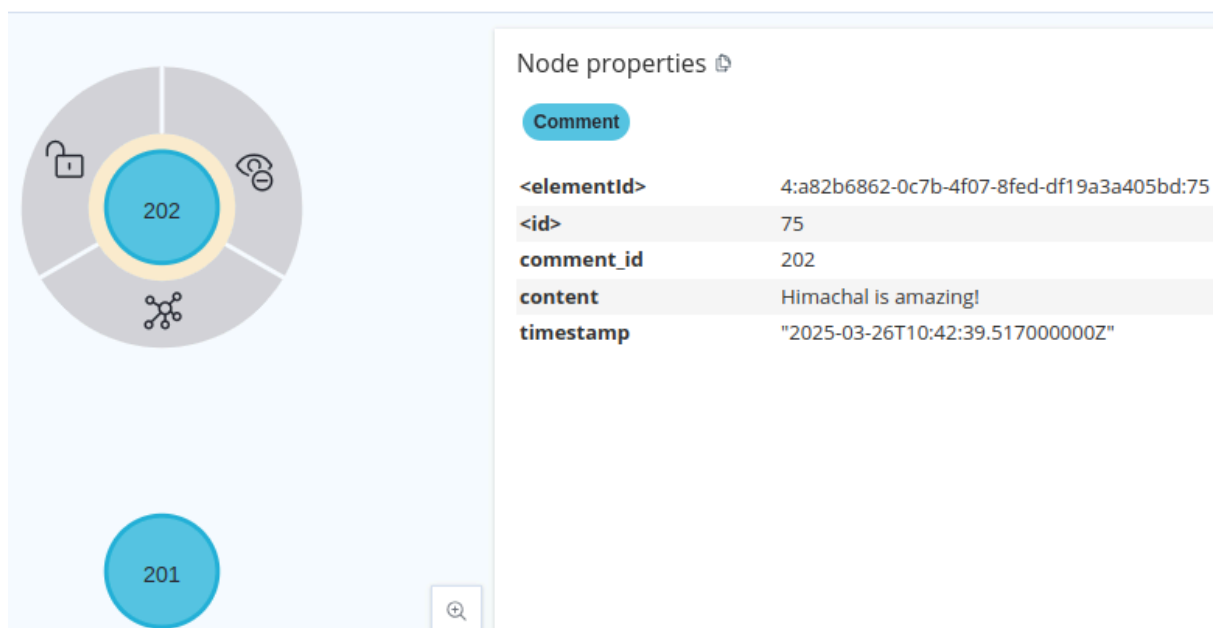 Node properties
Comment
<elementId> 4:a82b6862-0c7b-4f07-8fed-df19a3a405bd:75
<id> 75
comment_id 202
content Himachal is amazing!
timestamp "2025-03-26T10:42:39.517000000Z"
202
201